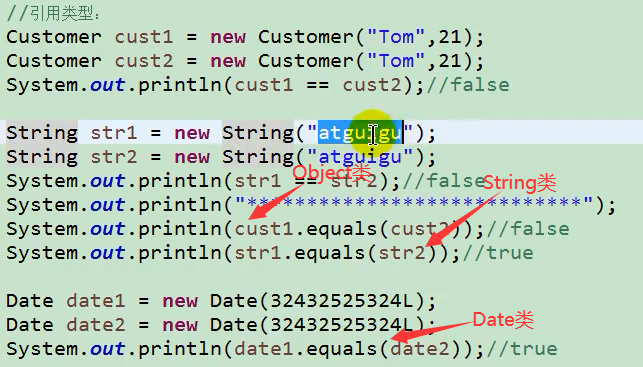 //引用类型：
Customer cust1 = new Customer("Tom",21);
Customer cust2 = new Customer("Tom",21);
System.out.println(cust1 == cust2);//false
String str1 = new String("atguigu");
String str2 = new String("atguigu");
System.out.println(str1 == str2);//false
Object类
String类
System.out.println("****************************");
System.out.println(cust1.equals(cust2));//false
System.out.println(str1.equals(str2));//true
Date date1 = new Date(32432525324L);
Date date2 = new Date(32432525324L);
Date类
System.out.println(date1.equals(date2));//true